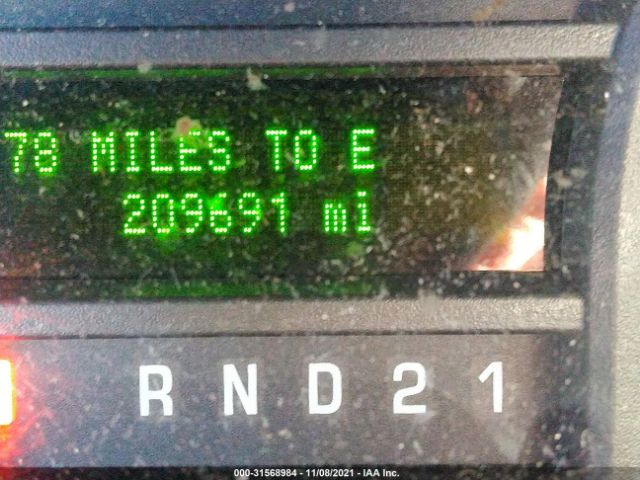 78 MILES TO E
209691 mi
R N D 2 1
000-31568984 - 11/08/2021 - IAA Inc.